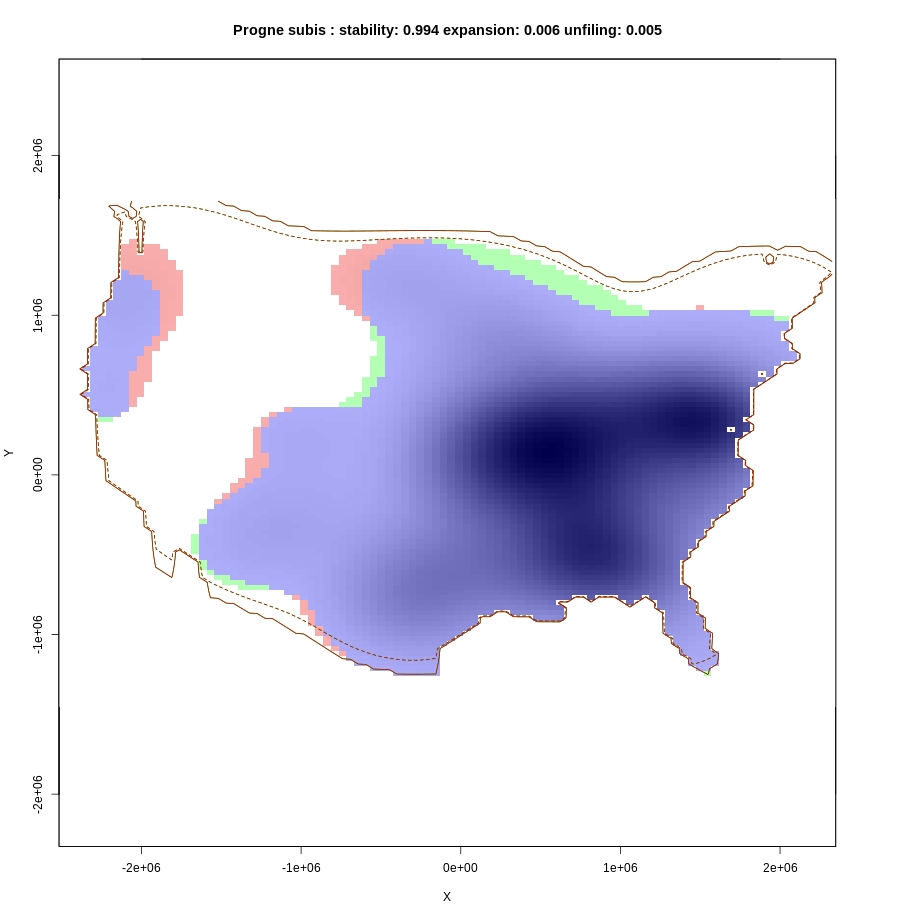 Progne subis : stability: 0.994 expansion: 0.006 unfiling: 0.005
2e+06
1e+06
0e+00
-1e+06
-2e+06
Y
-2e+06 -1e+06 0e+00 1e+06 2e+06
X